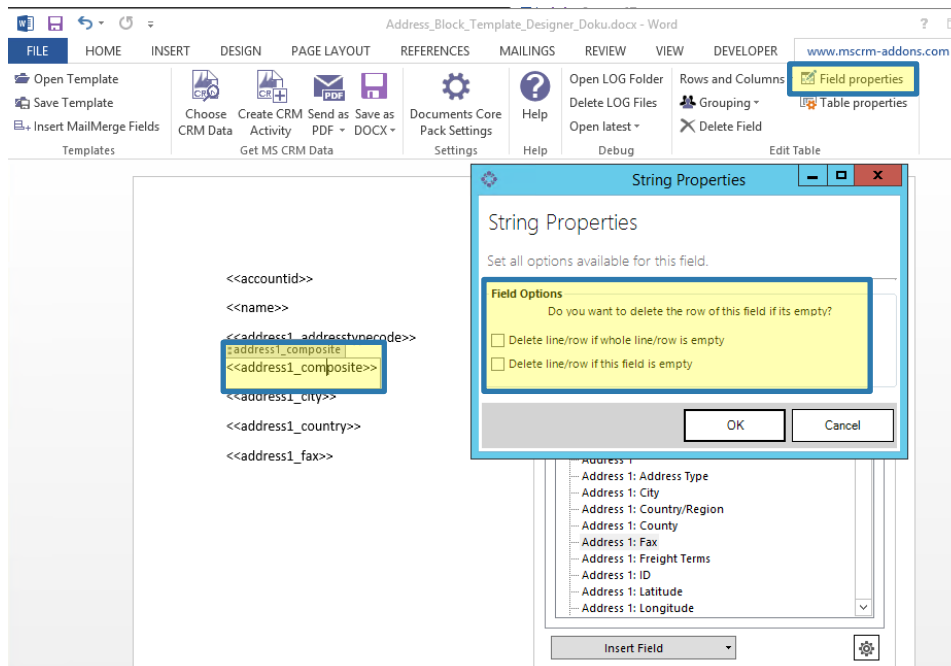 Address_Block_Template_Designer_Doku.docx - Word
?
FILE HOME INSERT DESIGN PAGE LAYOUT REFERENCES MAILINGS REVIEW VIEW DEVELOPER www.mscrm-addons.com
Open Template
Save Template
Insert MailMerge Fields
Templates
Choose CRM Data
Create CRM Activity
Send as PDF
Save as DOCX
Get MS CRM Data
Documents Core Pack Settings
Settings
Help
Help
Open LOG Folder
Delete LOG Files
Open latest
Debug
Rows and Columns
Grouping
Delete Field
Field properties
Table properties
Edit Table
String Properties
String Properties
Set all options available for this field.
Field Options
Do you want to delete the row of this field if its empty?
Delete line/row if whole line/row is empty
Delete line/row if this field is empty
OK Cancel
<<accountid>>
<<name>>
<<address1_addresstypecode>>
address1_composite
<<address1_composite>>
<<address1_city>>
<<address1_country>>
<<address1_fax>>
Address 1
Address 1: Address Type
Address 1: City
Address 1: Country/Region
Address 1: County
Address 1: Fax
Address 1: Freight Terms
Address 1: ID
Address 1: Latitude
Address 1: Longitude
Insert Field